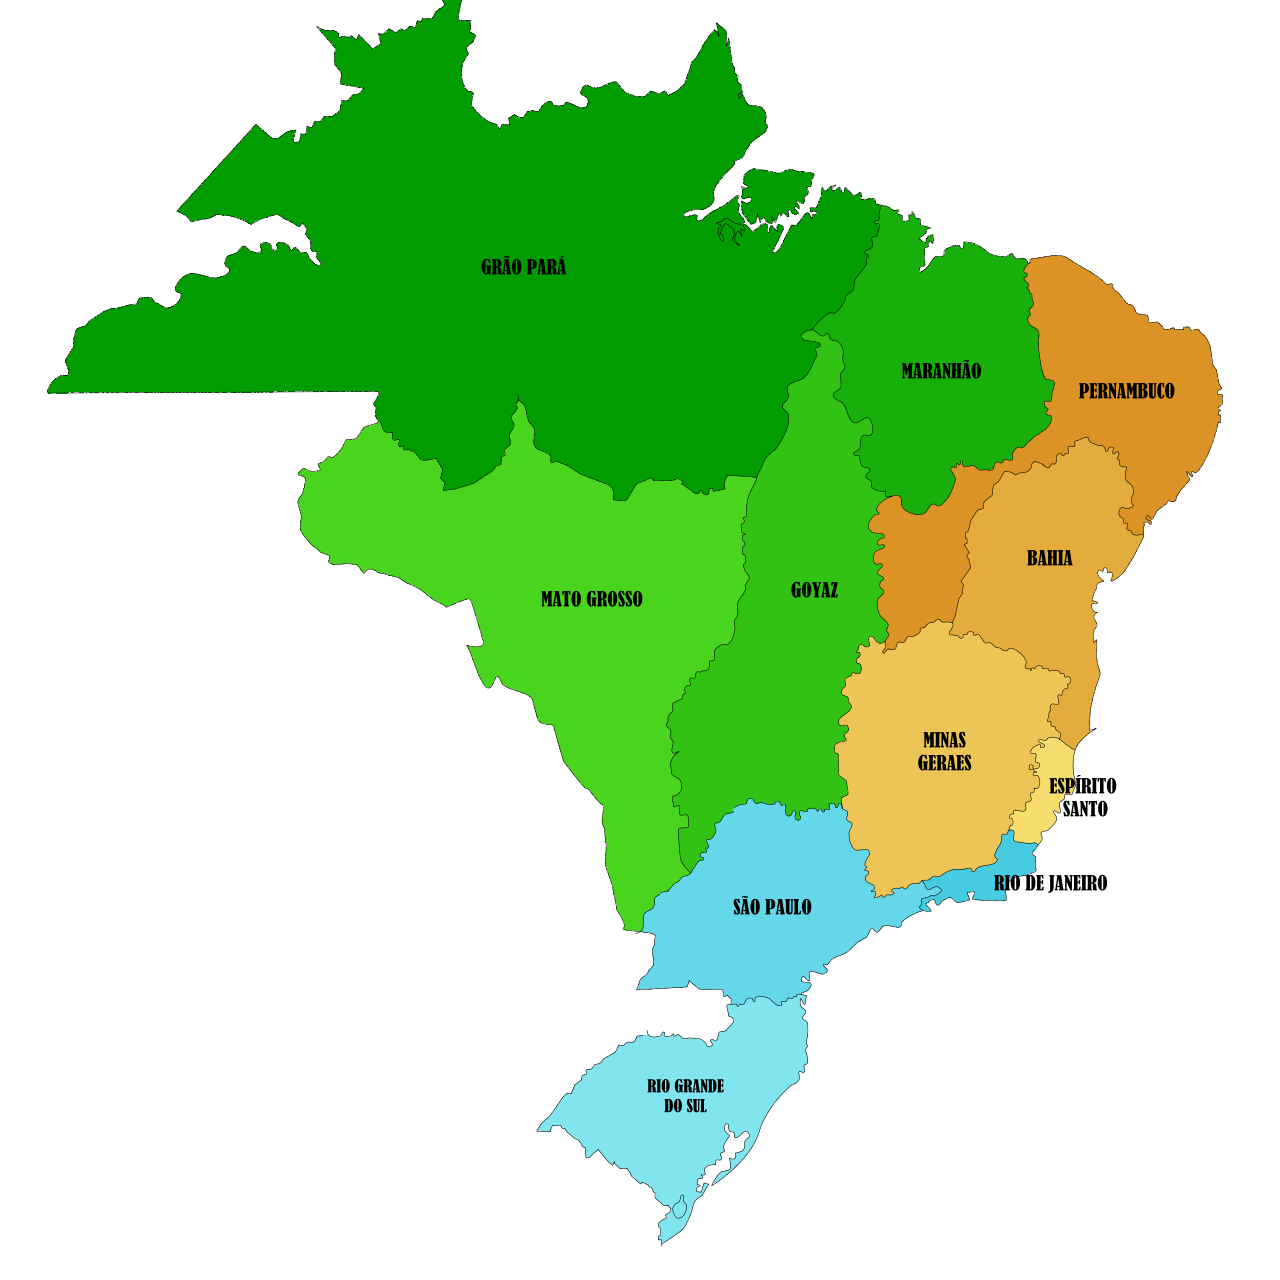 GRÃO PARÁ
MARANHÃO
PERNAMBUCO
BAHIA
GOYAZ
MATO GROSSO
MINAS
GERAES
ESPÍRITO
SANTO
RIO DE JANEIRO
SÃO PAULO
RIO GRANDE
DO SUL